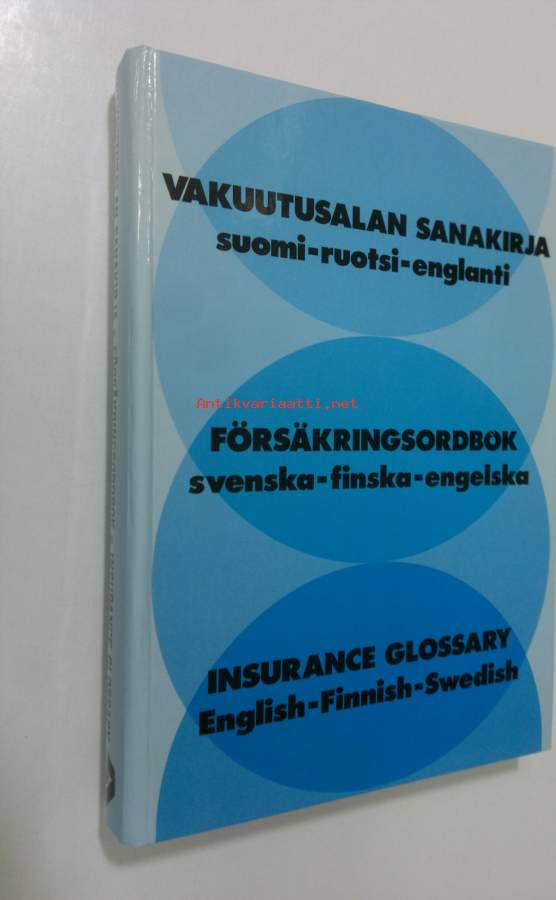 VAKUUTUSALAN SANAKIRJA
suomi-ruotsi-englanti
Antikvariaatti.net
FÖRSÄKRINGSORDBOK
svenska-finska-engelska
INSURANCE GLOSSARY
English-Finnish-Swedish